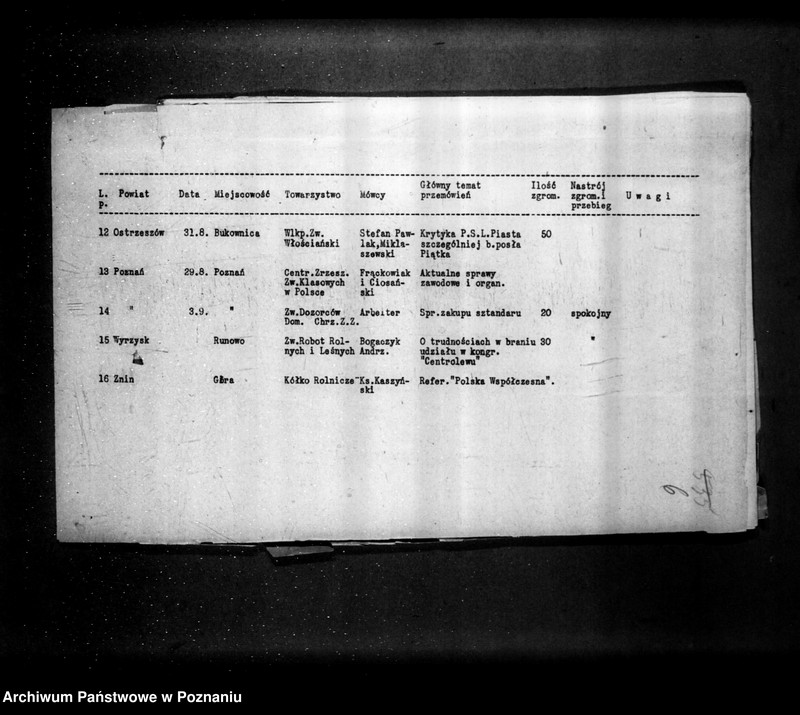 L. Powiat Data Miejscowość Towarzystwo Mówcy Główny temat Ilość Nastrój
p. przemówień zgrom. zgrom.i U w a g i
przebieg
12 Ostrzeszów 31.8. Bukownica Wlkp.Zw. Stefan Paw- Krytyka P.S.L.Piasta 50
Włościański lak,Mikła- szczególniej b.posła
szewski Piątka
13 Poznań 29.8. Poznań Centr.Zrzesz. Frąckowiak Aktualne sprawy
Zw.Klasowych i Ciosań- zawodowe i organ.
w Polsce ski
14 " 3.9. " Zw.Dozorców Arbeiter Spr.zakupu sztandaru 20 spokojny
Dom. Chrz.Z.Z.
15 Wyrzysk Runowo Zw.Robot Rol- Bogaczyk O trudnościach w braniu 30 "
nych i Leśnych Andrz. udziału w kongr.
"Centrolewu"
16 Znin Góra Kółko Rolnicze Ks.Kaszyń- Refer."Polska Współczesna".
ski
Archiwum Państwowe w Poznaniu